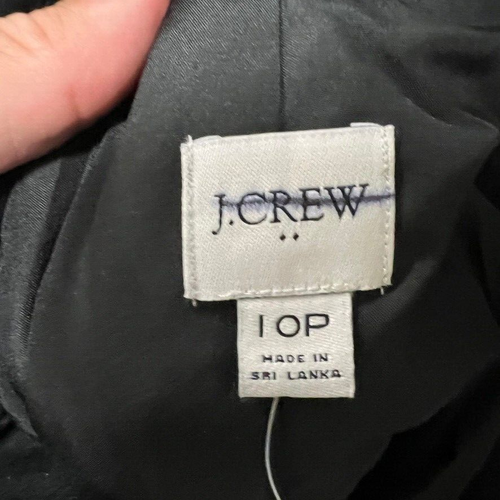 J.CREW
10P
MADE IN
SRI LANKA